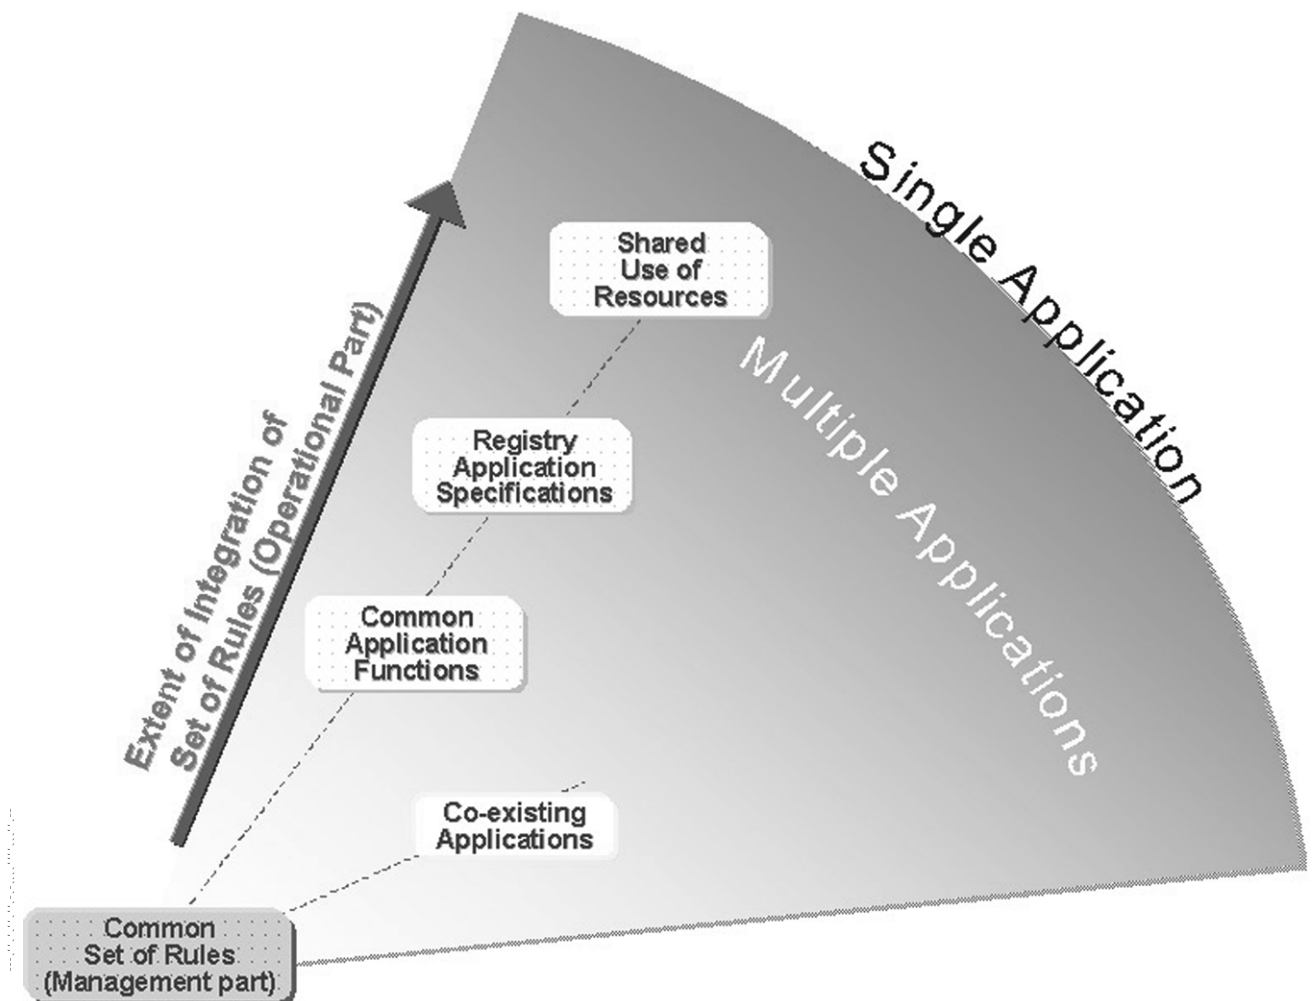 Single Application
Shared
Use of
Resources
Multiple Applications
Extent of Integration of
Set of Rules (Operational Part)
Registry
Application
Specifications
Common
Application
Functions
Co-existing
Applications
Common
Set of Rules
(Management part)